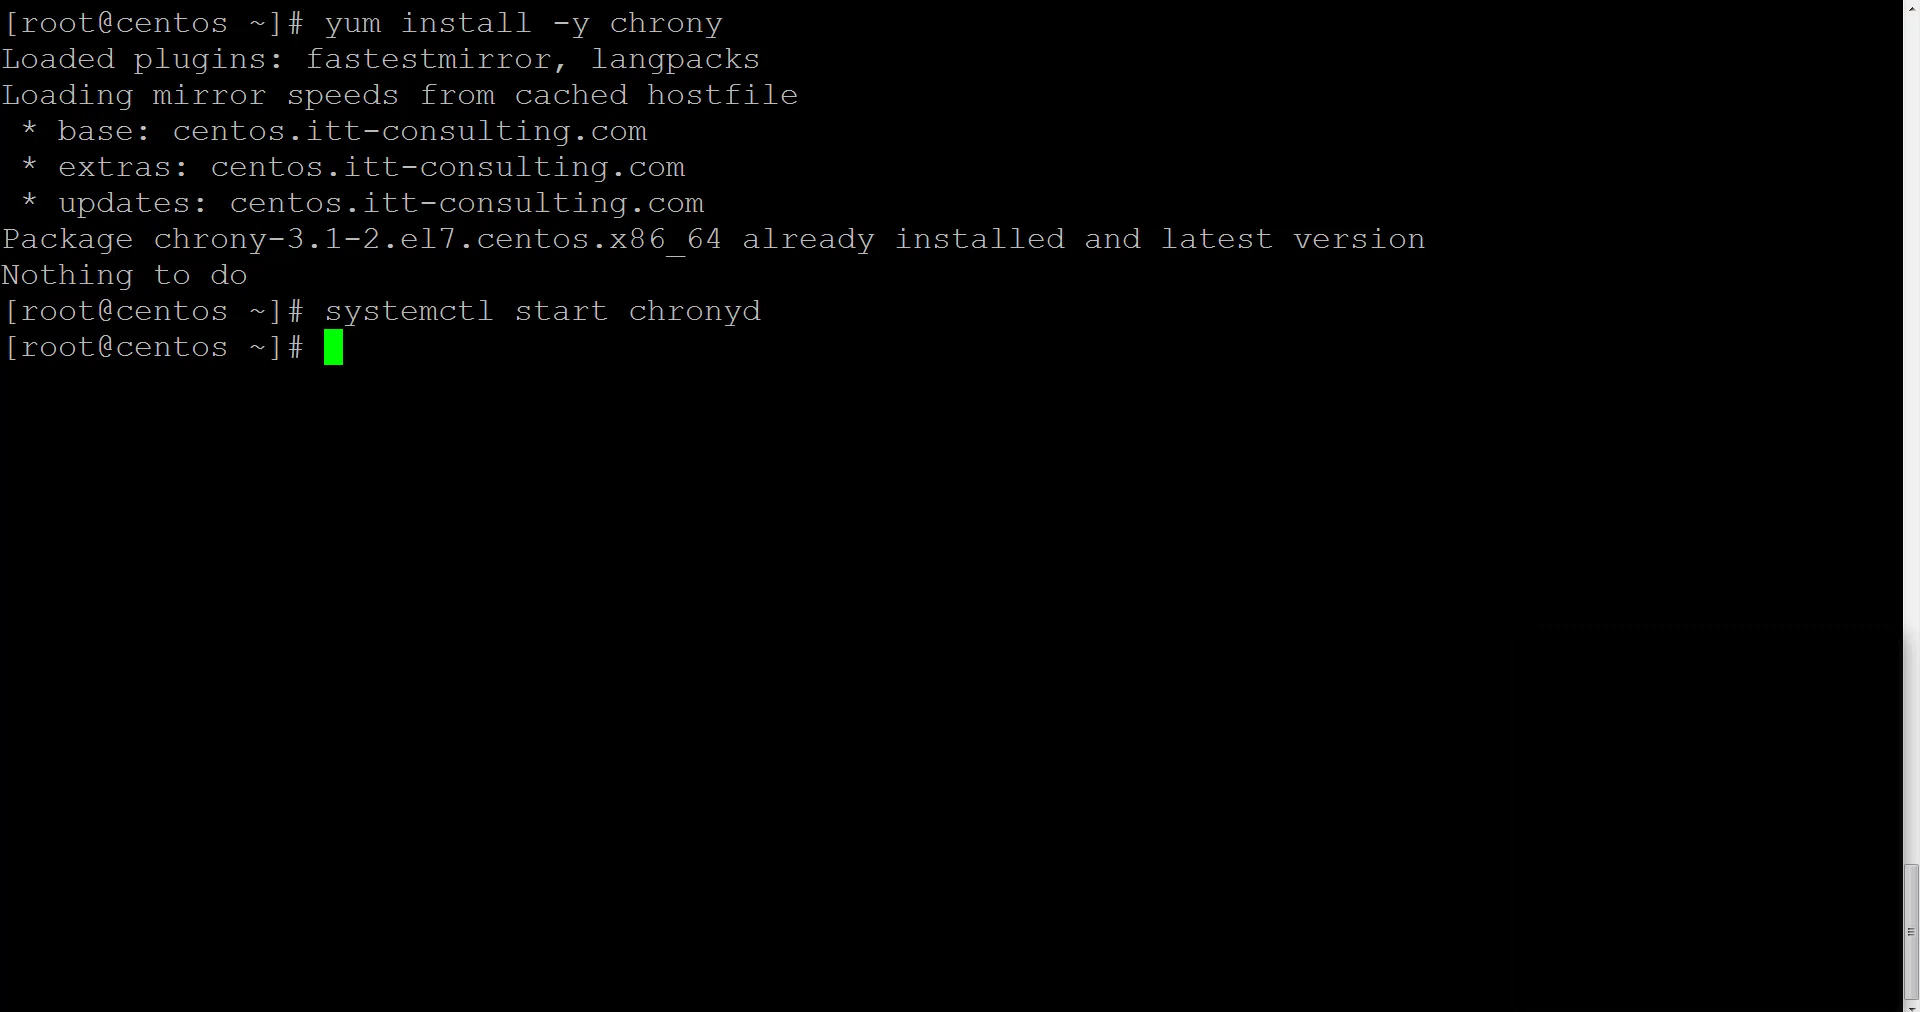 [root@centos ~]# yum install -y chrony
Loaded plugins: fastestmirror, langpacks
Loading mirror speeds from cached hostfile
 * base: centos.itt-consulting.com
 * extras: centos.itt-consulting.com
 * updates: centos.itt-consulting.com
Package chrony-3.1-2.el7.centos.x86_64 already installed and latest version
Nothing to do
[root@centos ~]# systemctl start chronyd
[root@centos ~]#